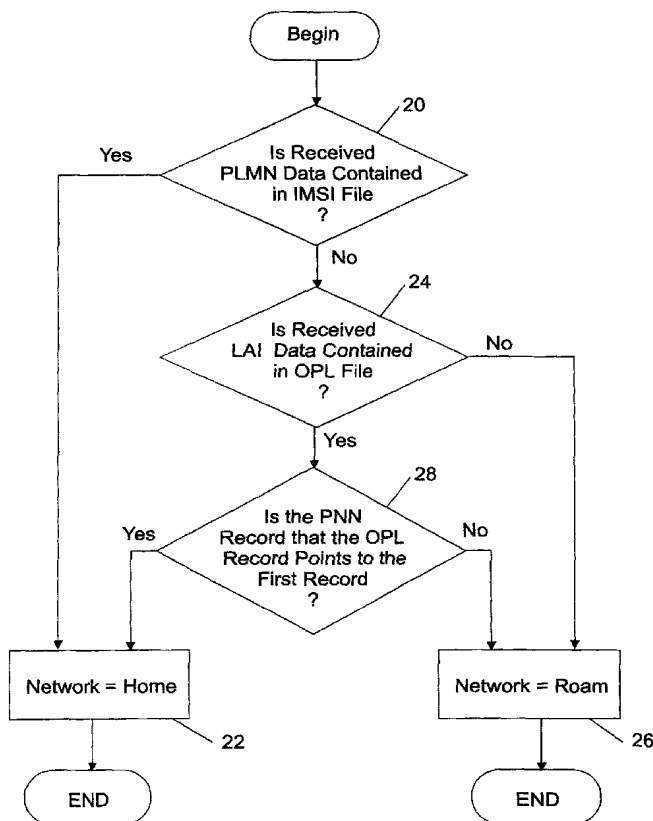 Begin
20
Is Received
PLMN Data Contained
in IMSI File
?
Yes
No
24
Is Received
LAI Data Contained
in OPL File
?
No
Yes
28
Is the PNN
Record that the OPL
Record Points to the
First Record
?
Yes
No
Network = Home
22
Network = Roam
26
END
END